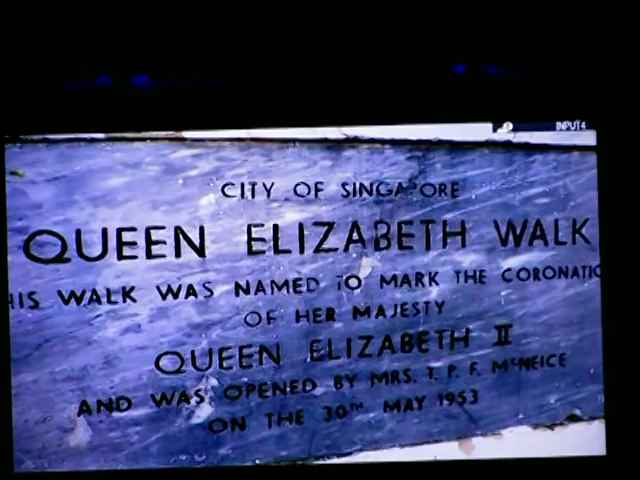 INPUT4
CITY OF SINGAPORE
QUEEN ELIZABETH WALK
HIS WALK WAS NAMED TO MARK THE CORONATIO
OF HER MAJESTY
QUEEN ELIZABETH II
AND WAS OPENED BY MRS. T. P. F. McNEICE
ON THE 30TH MAY 1953